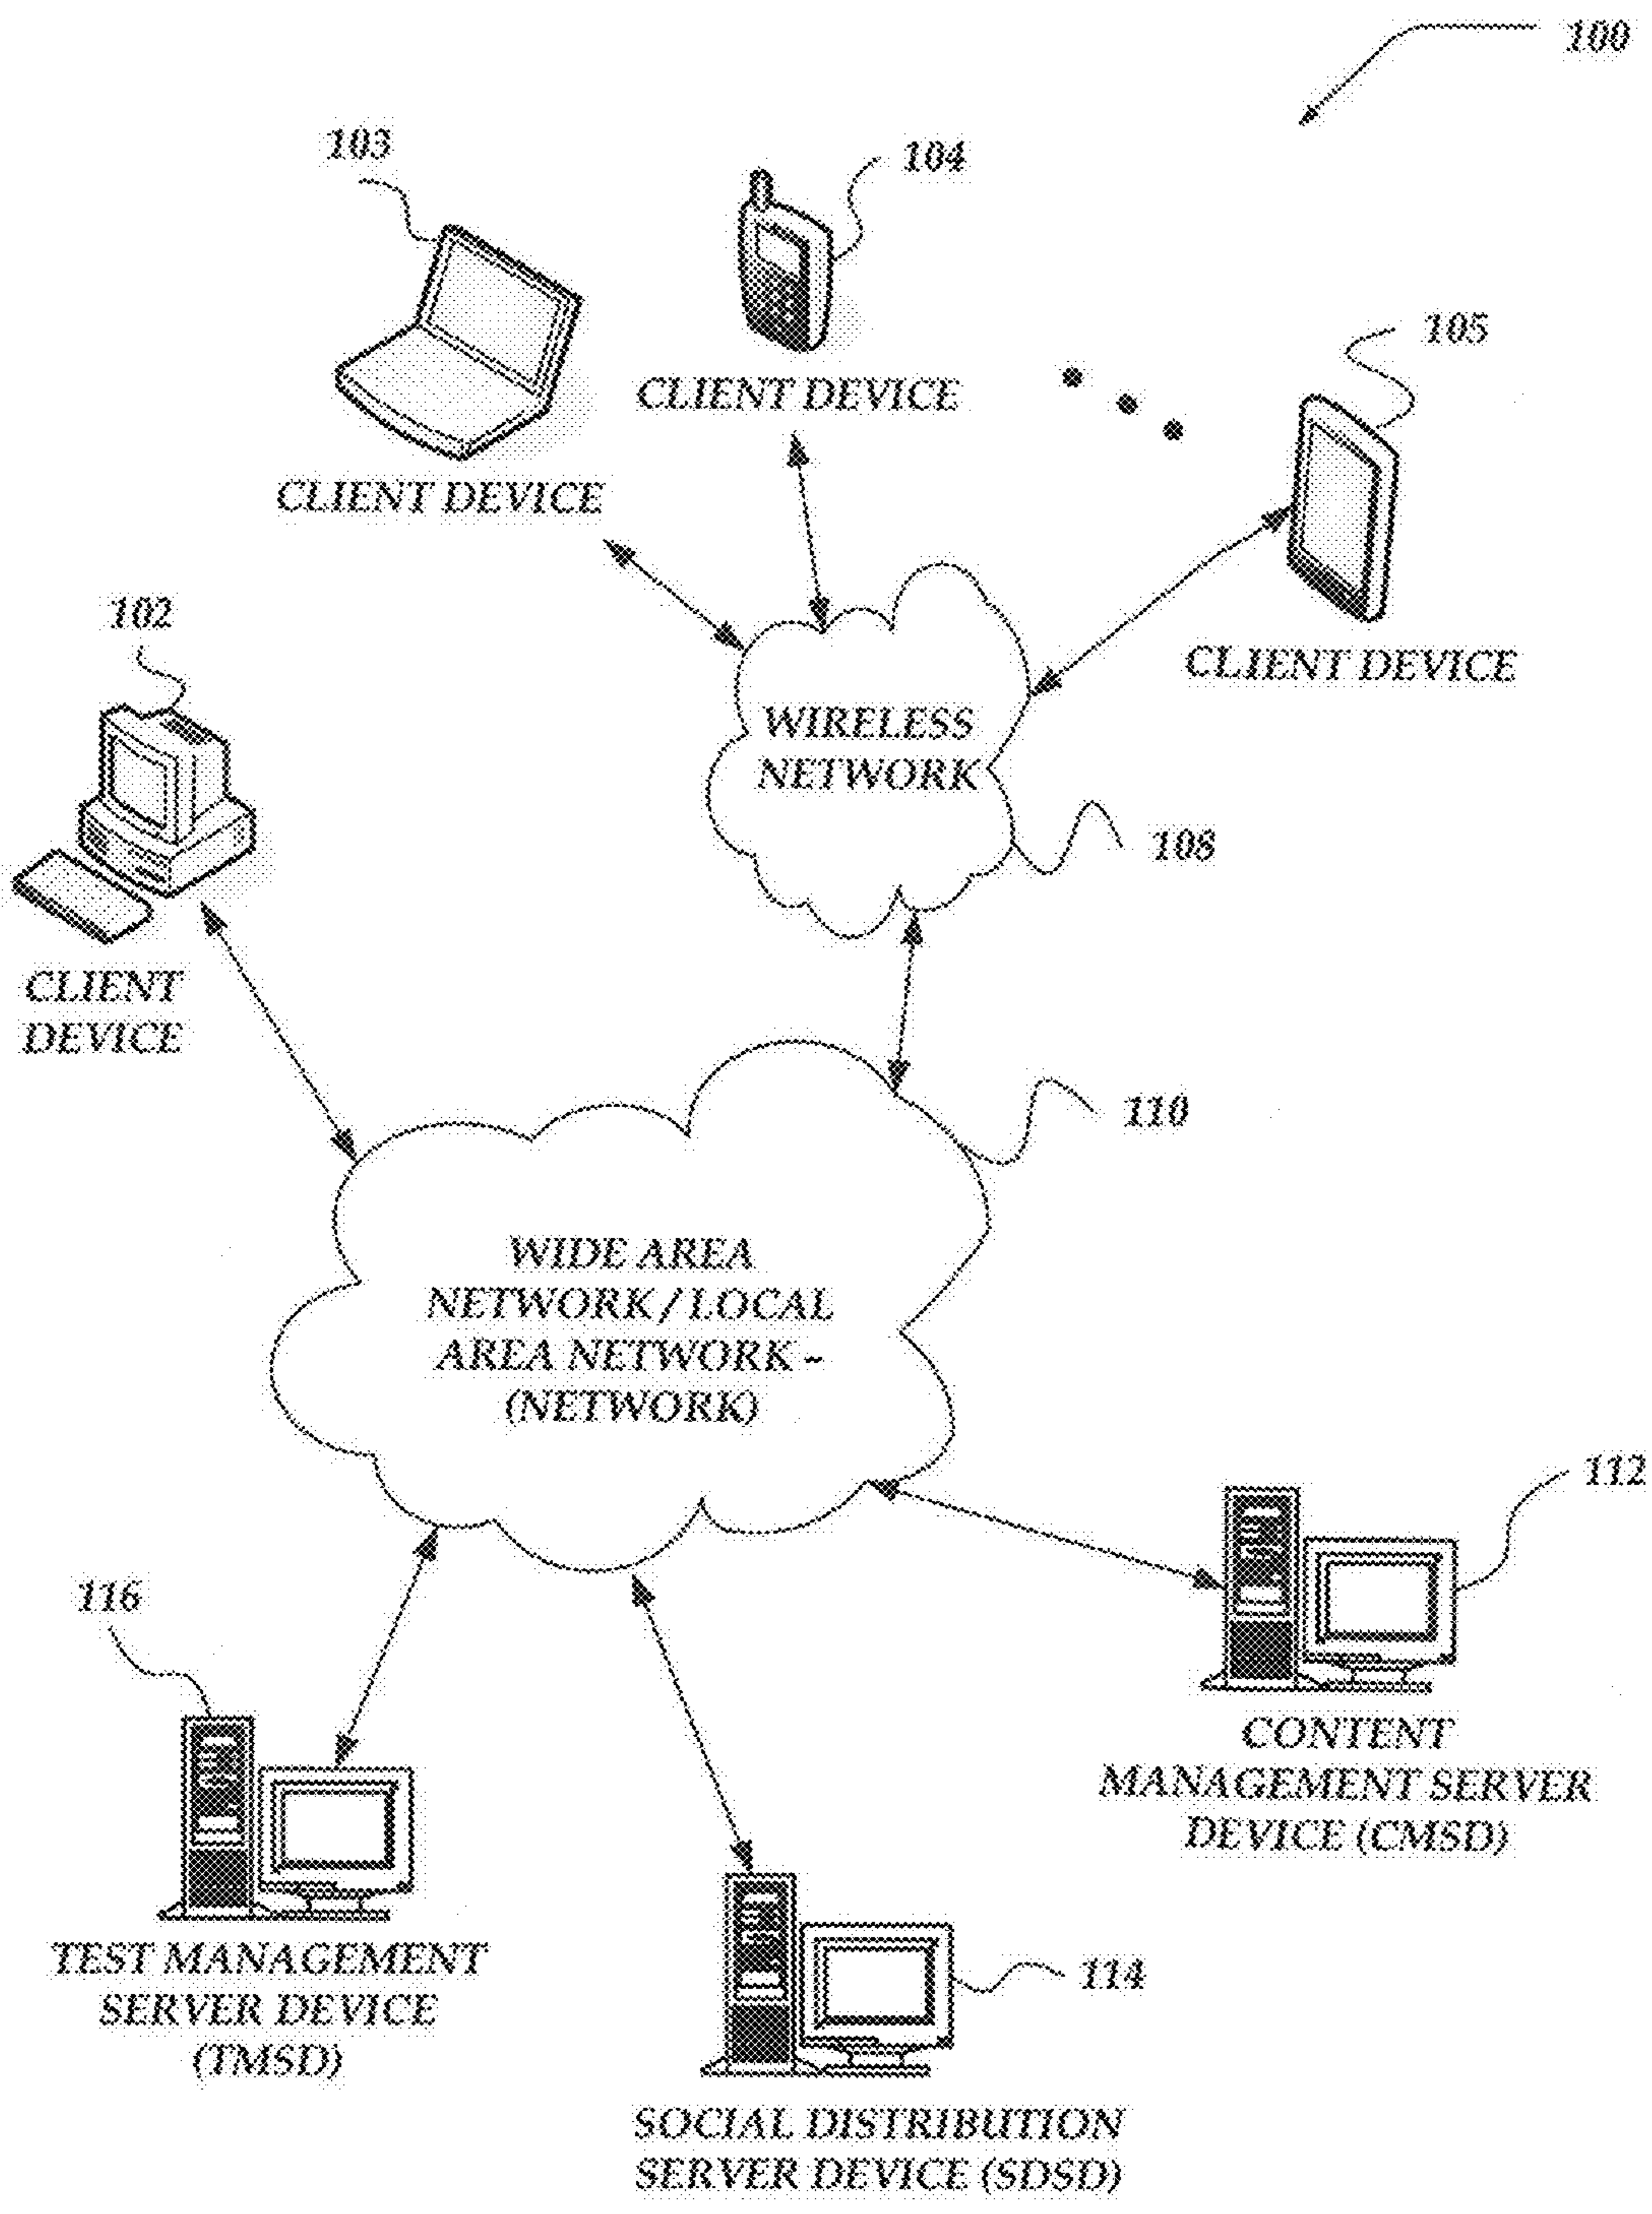 100
103
104
105
CLIENT DEVICE
CLIENT DEVICE
102
CLIENT DEVICE
WIRELESS
NETWORK
108
CLIENT
DEVICE
110
WIDE AREA
NETWORK / LOCAL
AREA NETWORK -
(NETWORK)
112
116
CONTENT
MANAGEMENT SERVER
DEVICE (CMSD)
TEST MANAGEMENT
SERVER DEVICE
(TMSD)
114
SOCIAL DISTRIBUTION
SERVER DEVICE (SDSD)